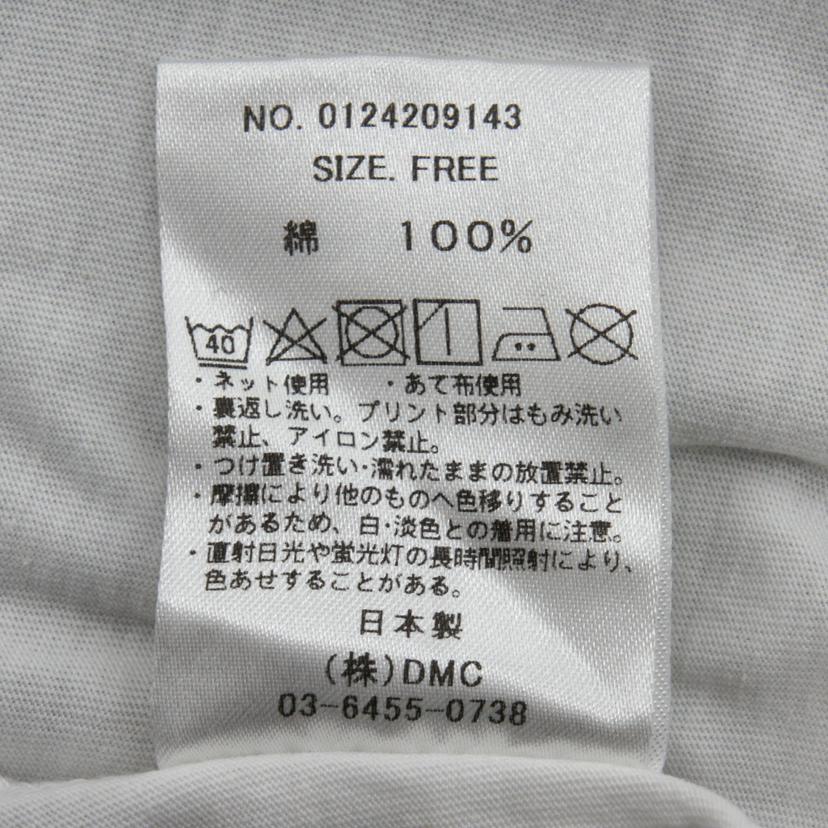 NO. 0124209143
SIZE. FREE
綿 100%
40
・ネット使用 ・あて布使用
・裏返し洗い。プリント部分はもみ洗い
禁止、アイロン禁止。
・つけ置き洗い・濡れたままの放置禁止。
・摩擦により他のものへ色移りすること
があるため、白・淡色との着用に注意。
・直射日光や蛍光灯の長時間照射により、
色あせすることがある。
日本製
(株)DMC
03-6455-0738